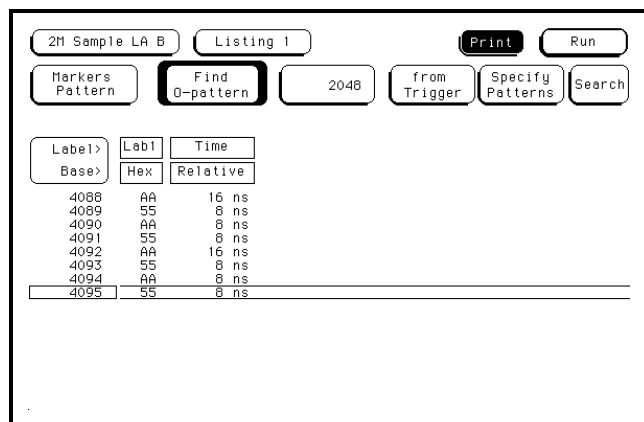 2M Sample LA B Listing 1 Print Run
Markers Pattern Find O-pattern 2048 from Trigger Specify Patterns Search
Label> Lab1 Time
Base> Hex Relative
4088 AA 16 ns
4089 55 8 ns
4090 AA 8 ns
4091 55 8 ns
4092 AA 16 ns
4093 55 8 ns
4094 AA 8 ns
4095 55 8 ns